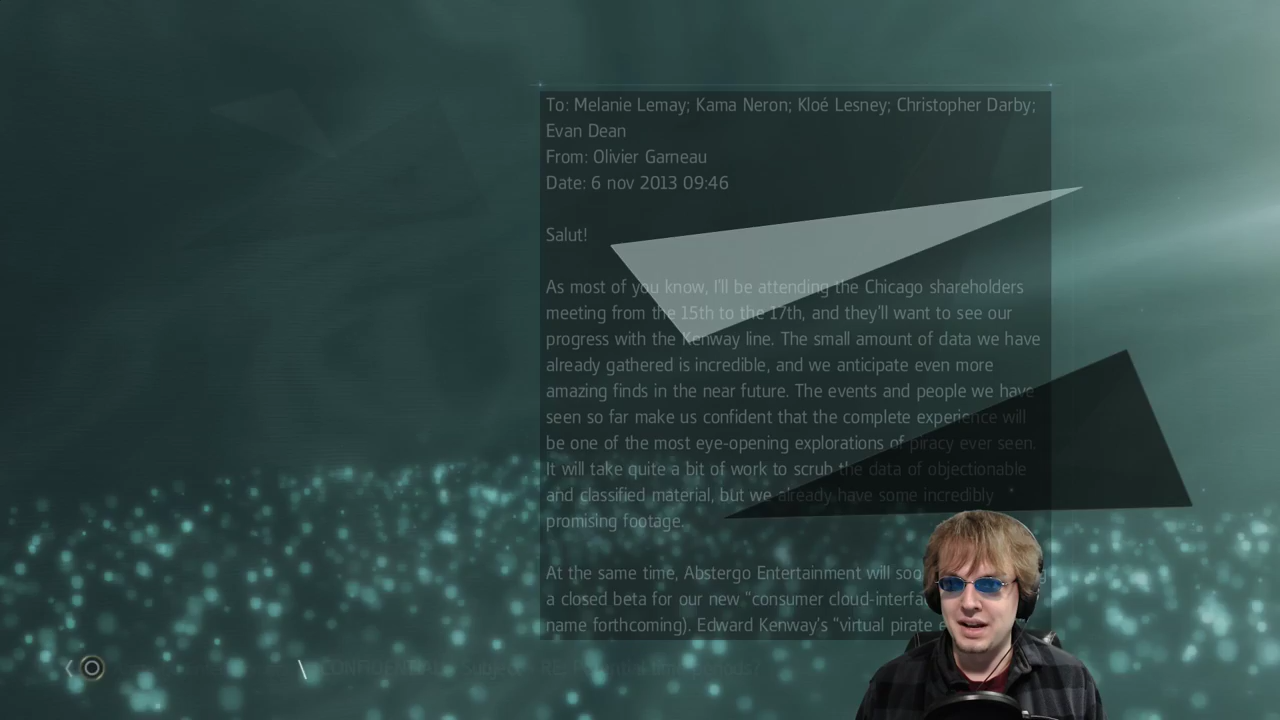 To: Melanie Lemay; Kama Neron; Kloé Lesney; Christopher Darby;
Evan Dean
From: Olivier Garneau
Date: 6 nov 2013 09:46
Salut!
As most of you know, I'll be attending the Chicago shareholders
meeting from the 15th to the 17th, and they'll want to see our
progress with the Kenway line. The small amount of data we have
already gathered is incredible, and we anticipate even more
amazing finds in the near future. The events and people we have
seen so far make us confident that the complete experience will
be one of the most eye-opening explorations of piracy ever seen.
It will take quite a bit of work to scrub the data of objectionable
and classified material, but we already have some incredibly
promising footage.
At the same time, Abstergo Entertainment will
a closed beta for our new "consumer
name forthcoming). Edward Kenway's "virtual pirate